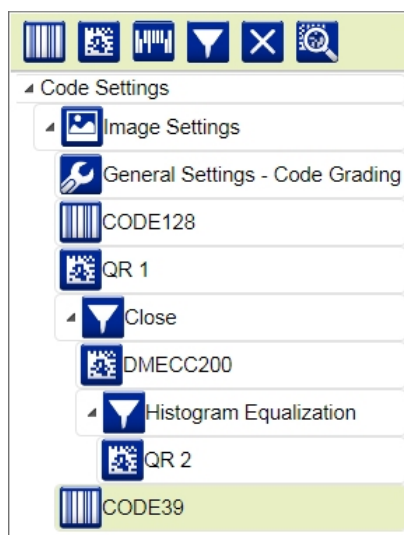 Code Settings
Image Settings
General Settings - Code Grading
CODE128
QR 1
Close
DMECC200
Histogram Equalization
QR 2
CODE39